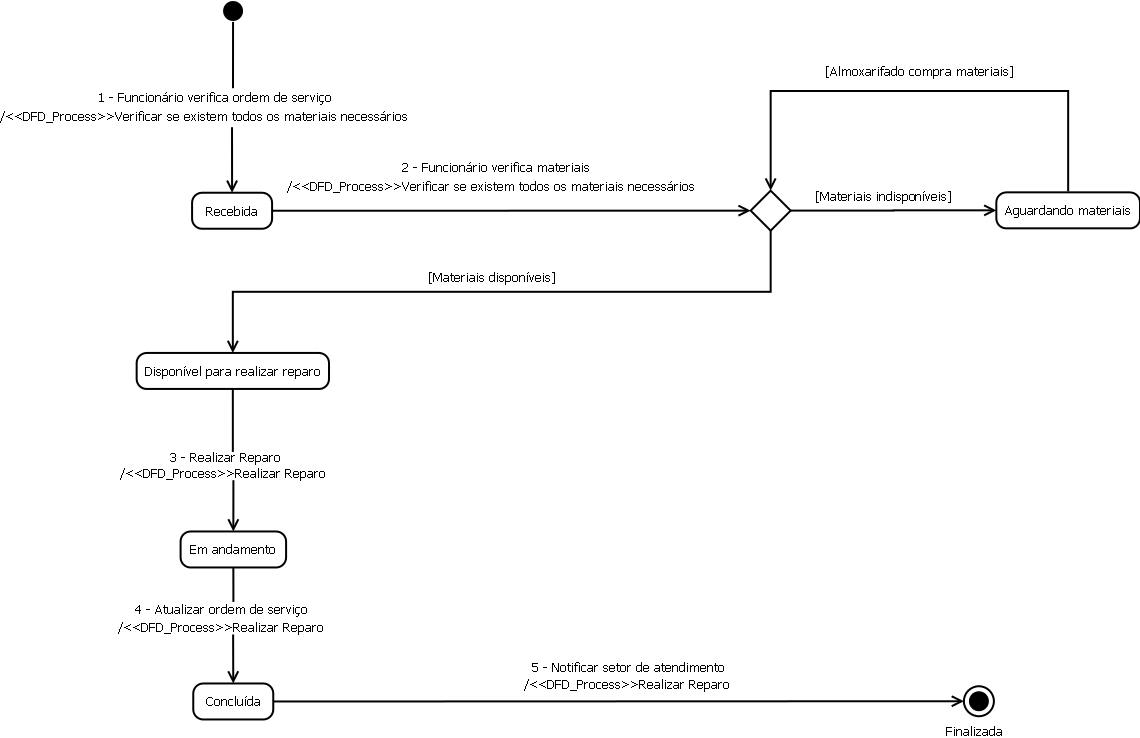 1 - Funcionário verifica ordem de serviço
/<<DFD_Process>>Verificar se existem todos os materiais necessários
[Almoxarifado compra materiais]
2 - Funcionário verifica materiais
/<<DFD_Process>>Verificar se existem todos os materiais necessários
Recebida
[Materiais indisponíveis]
Aguardando materiais
[Materiais disponíveis]
Disponível para realizar reparo
3 - Realizar Reparo
/<<DFD_Process>>Realizar Reparo
Em andamento
4 - Atualizar ordem de serviço
/<<DFD_Process>>Realizar Reparo
5 - Notificar setor de atendimento
/<<DFD_Process>>Realizar Reparo
Concluída
Finalizada